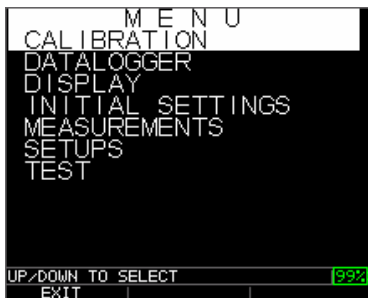 M E N U
CALIBRATION
DATALOGGER
DISPLAY
INITIAL SETTINGS
MEASUREMENTS
SETUPS
TEST
UP/DOWN TO SELECT 99%
EXIT